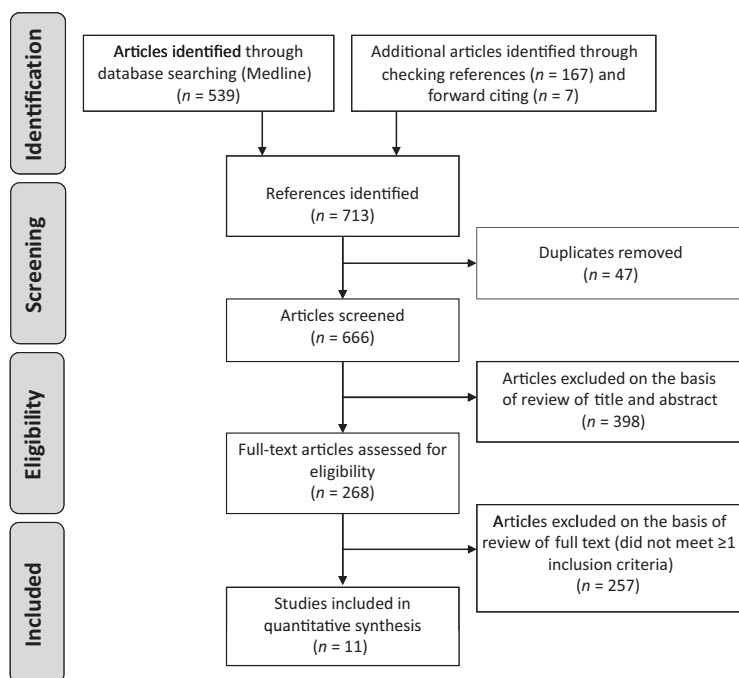 Identification
Articles identified through
database searching (Medline)
(n = 539)
Additional articles identified through
checking references (n = 167) and
forward citing (n = 7)
References identified
(n = 713)
Screening
Duplicates removed
(n = 47)
Articles screened
(n = 666)
Eligibility
Articles excluded on the basis
of review of title and abstract
(n = 398)
Full-text articles assessed for
eligibility
(n = 268)
Articles excluded on the basis of
review of full text (did not meet ≥1
inclusion criteria)
(n = 257)
Included
Studies included in
quantitative synthesis
(n = 11)